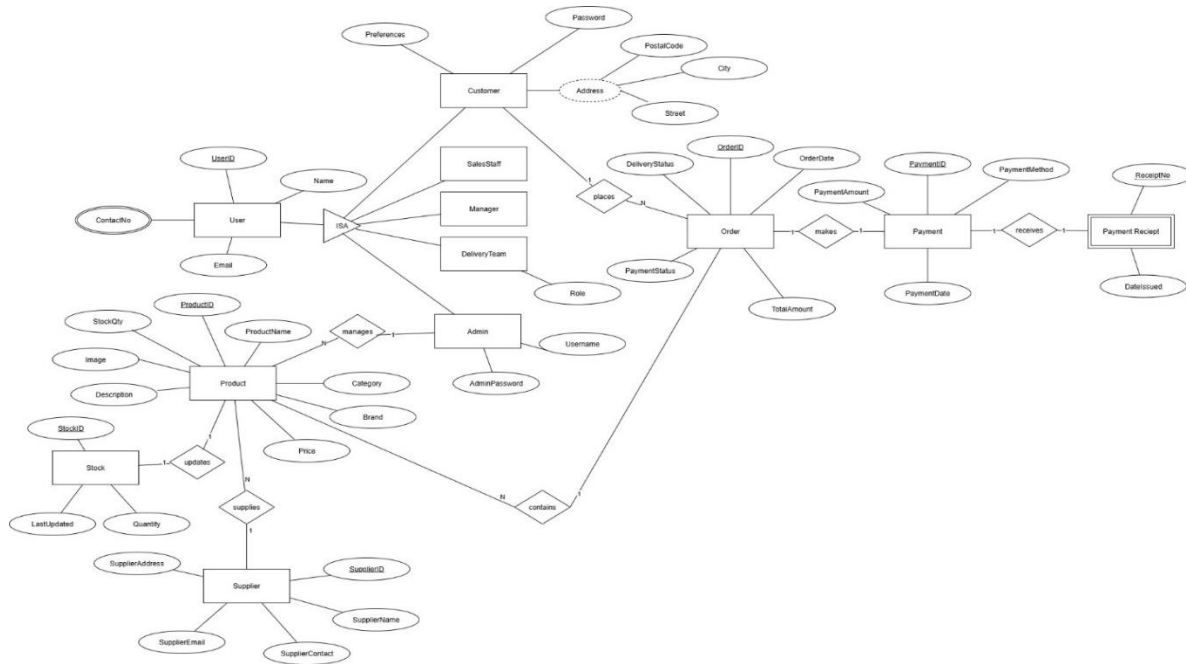 Preferences
Password
PostalCode
City
Address
Street
Customer
UserID
Name
ContactNo
User
Email
ISA
SalesStaff
Manager
DeliveryTeam
Role
1
places
N
DeliveryStatus
OrderID
OrderDate
Order
PaymentStatus
TotalAmount
1
makes
1
PaymentAmount
PaymentID
PaymentMethod
Payment
PaymentDate
1
receives
1
ReceiptNo
Payment Reciept
DateIssued
Admin
Username
AdminPassword
1
manages
N
ProductID
StockQty
ProductName
Image
Product
Category
Description
Brand
Price
StockID
1
updates
1
Stock
LastUpdated
Quantity
N
supplies
1
N
contains
1
SupplierAddress
SupplierID
Supplier
SupplierName
SupplierEmail
SupplierContact